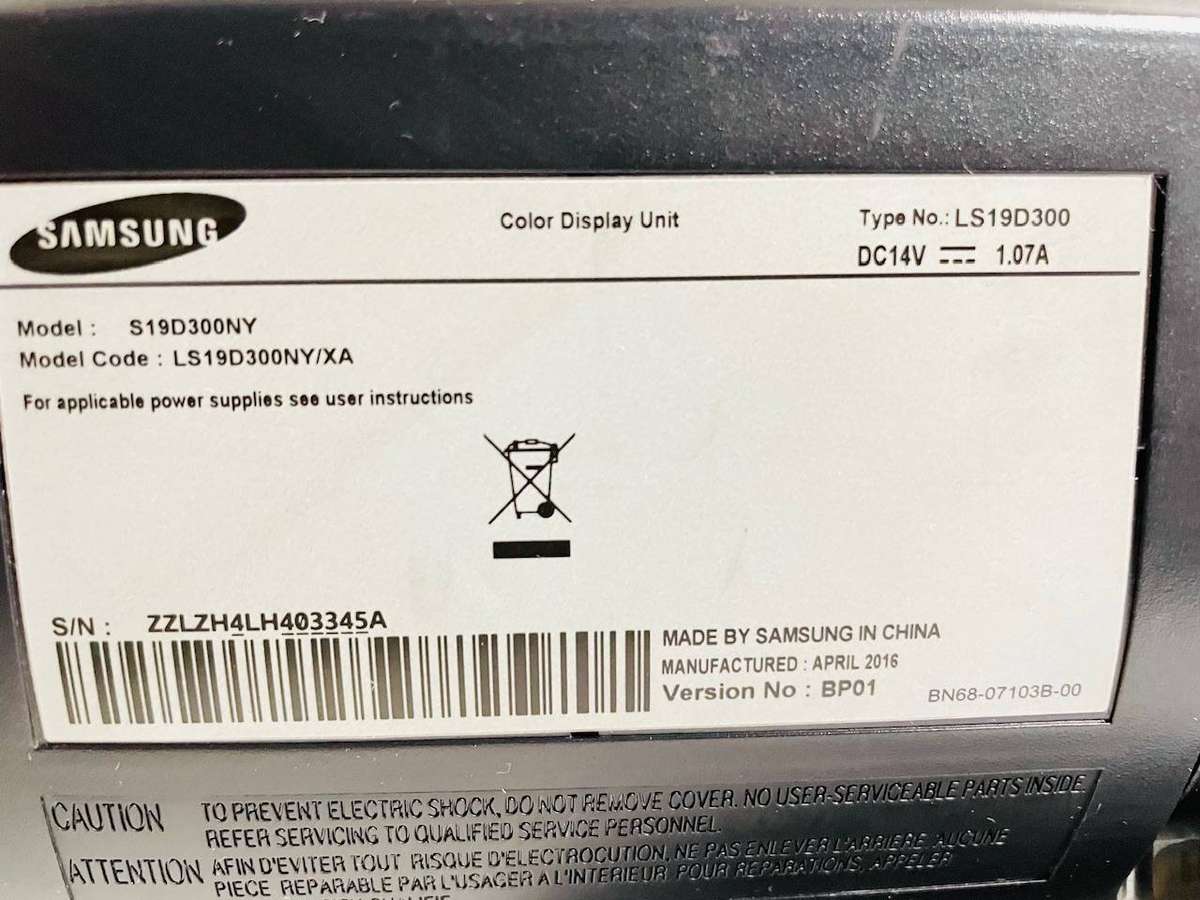 SAMSUNG
Color Display Unit
Type No.: LS19D300
DC14V 1.07A
Model : S19D300NY
Model Code : LS19D300NY/XA
For applicable power supplies see user instructions
S/N : ZZLZH4LH403345A
MADE BY SAMSUNG IN CHINA
MANUFACTURED : APRIL 2016
Version No : BP01
BN68-07103B-00
CAUTION TO PREVENT ELECTRIC SHOCK, DO NOT REMOVE COVER. NO USER-SERVICEABLE PARTS INSIDE.
REFER SERVICING TO QUALIFIED SERVICE PERSONNEL.
ATTENTION AFIN D'EVITER TOUT RISQUE D'ELECTROCUTION, NE PAS ENLEVER L'ARRIERE, AUCUNE
PIECE REPARABLE PAR L'USAGER A L'INTERIEUR POUR REPARATIONS, APPELER